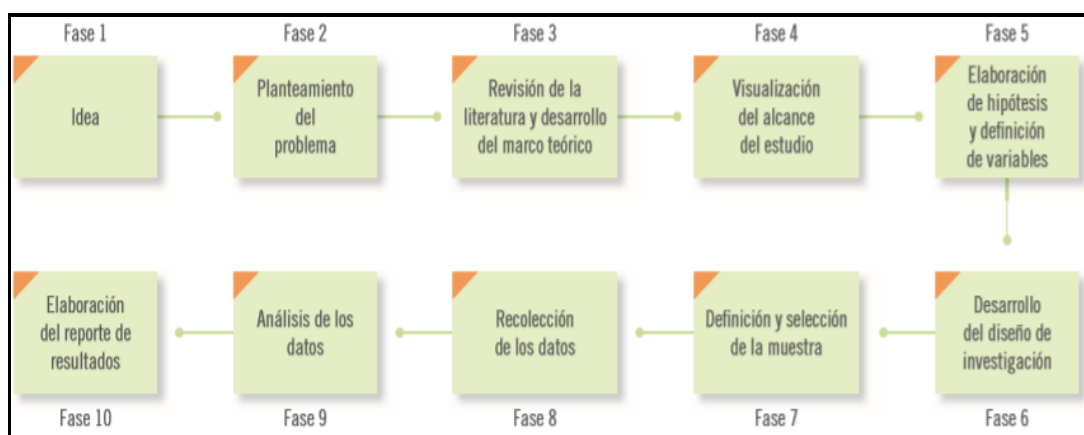 Fase 1
Fase 2
Fase 3
Fase 4
Fase 5
Idea
Planteamiento
del
problema
Revisión de la
literatura y desarrollo
del marco teórico
Visualización
del alcance
del estudio
Elaboración
de hipótesis
y definición
de variables
Elaboración
del reporte de
resultados
Análisis de los
datos
Recolección
de los datos
Definición y selección
de la muestra
Desarrollo
del diseño de
investigación
Fase 10
Fase 9
Fase 8
Fase 7
Fase 6